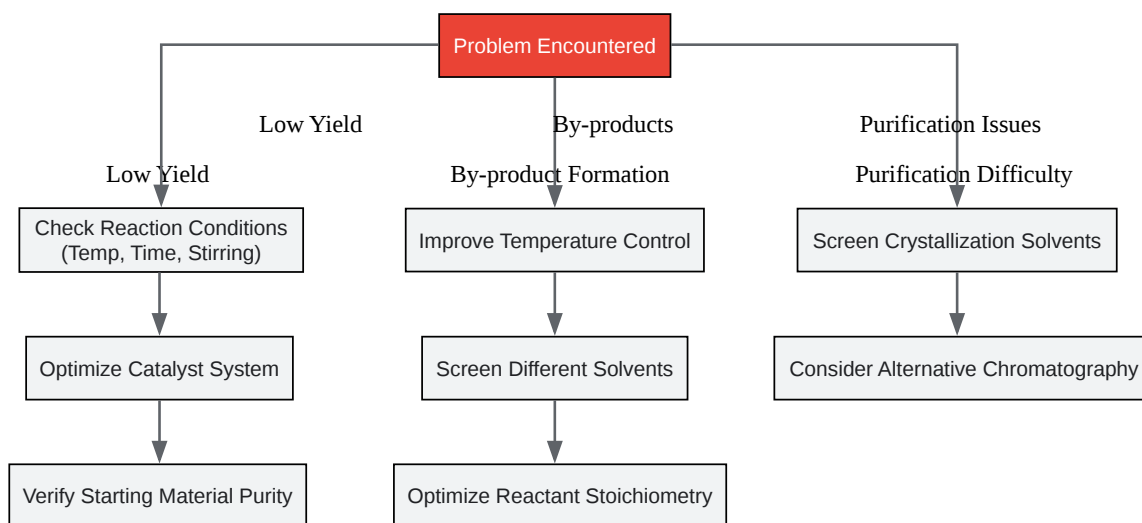 Problem Encountered
Low Yield
By-products
Purification Issues
Low Yield
By-product Formation
Purification Difficulty
Check Reaction Conditions
(Temp, Time, Stirring)
Improve Temperature Control
Screen Crystallization Solvents
Optimize Catalyst System
Screen Different Solvents
Consider Alternative Chromatography
Verify Starting Material Purity
Optimize Reactant Stoichiometry